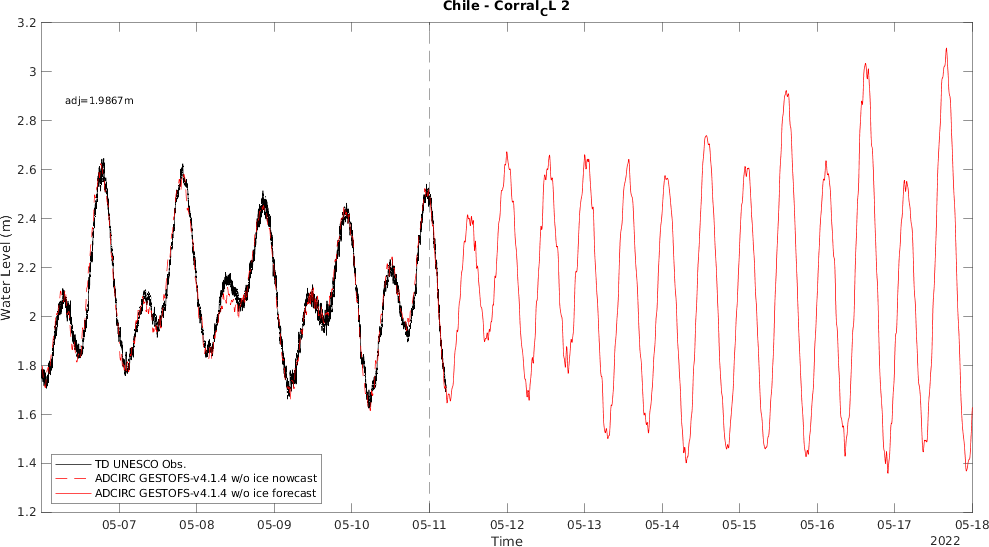 Chile - Corral_CL 2
3.2
3
2.8
2.6
2.4
2.2
2
1.8
1.6
1.4
1.2
Water Level (m)
adj=1.9867m
TD UNESCO Obs.
ADCIRC GESTOFS-v4.1.4 w/o ice nowcast
ADCIRC GESTOFS-v4.1.4 w/o ice forecast
05-07 05-08 05-09 05-10 05-11 05-12 05-13 05-14 05-15 05-16 05-17 05-18
Time
2022